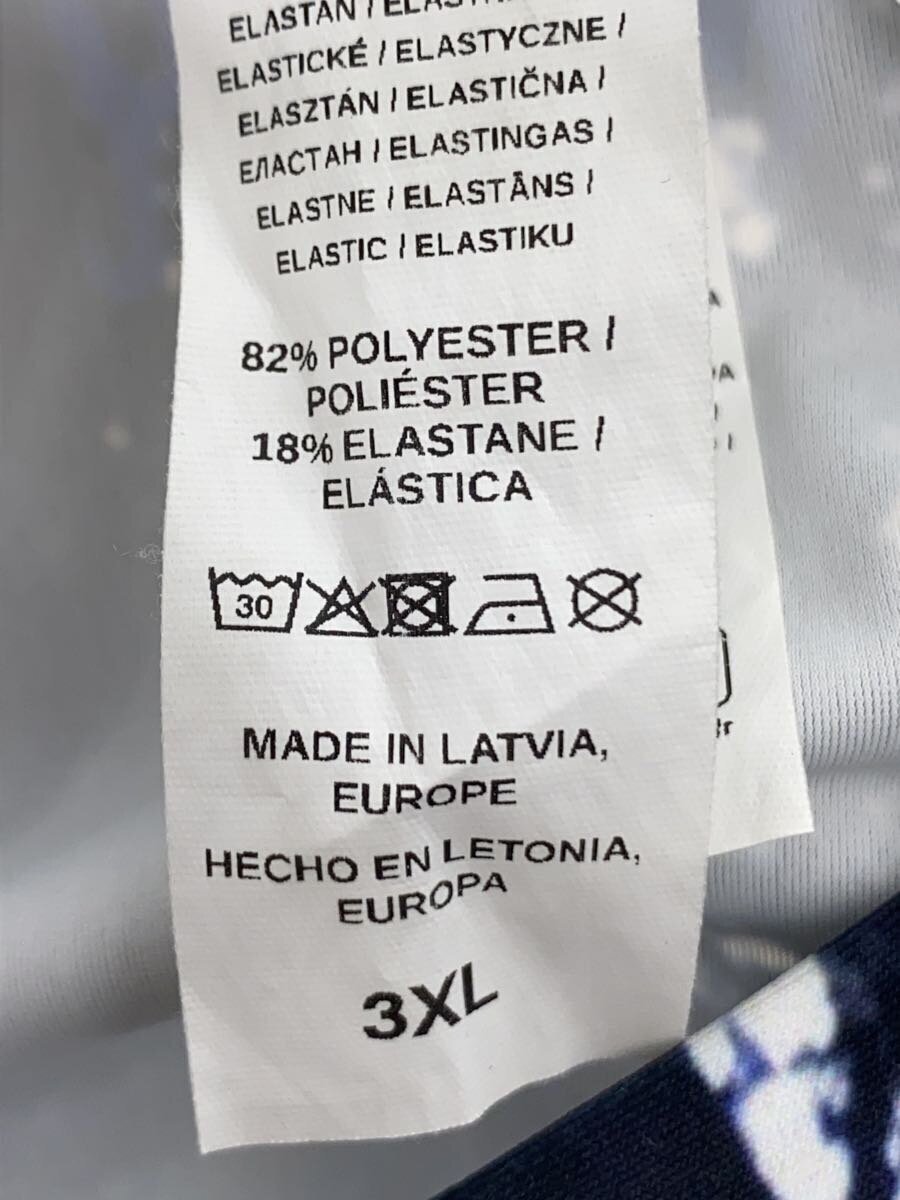 ELASTAN /
ELASTICKÉ / ELASTYCZNE /
ELASZTÁN / ELASTIČNA /
ЕЛАСТАН / ELASTINGAS /
ELASTNE / ELASTĀNS /
ELASTIC / ELASTIKU
82% POLYESTER /
POLIÉSTER
18% ELASTANE /
ELÁSTICA
30
MADE IN LATVIA,
EUROPE
HECHO EN LETONIA,
EUROPA
3XL